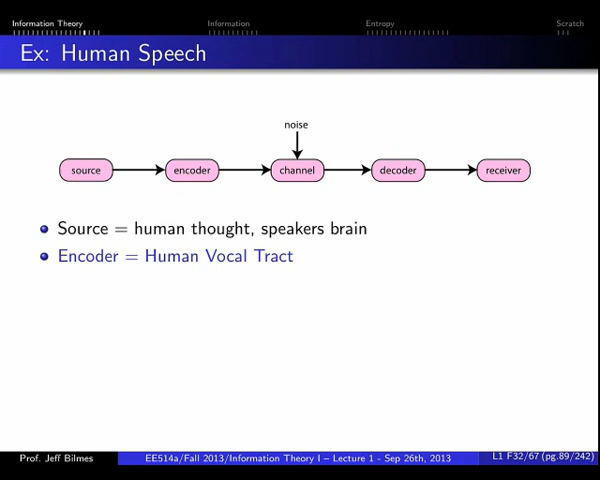 Information Theory Information Entropy Scratch
Ex: Human Speech
noise
source encoder channel decoder receiver
Source = human thought, speakers brain
Encoder = Human Vocal Tract
Prof. Jeff Bilmes EE514a/Fall 2013/Information Theory I – Lecture 1 - Sep 26th, 2013 L1 F32/67 (pg.89/242)